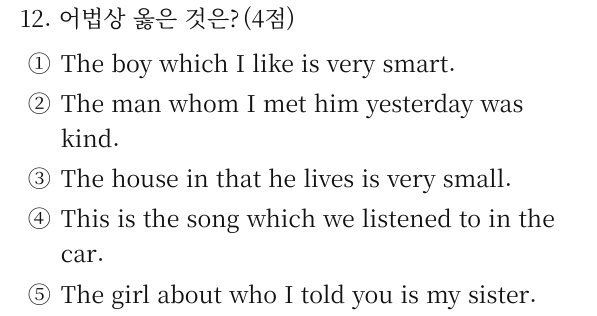 12. 어법상 옳은 것은? (4점)
① The boy which I like is very smart.
② The man whom I met him yesterday was
kind.
③ The house in that he lives is very small.
④ This is the song which we listened to in the
car.
⑤ The girl about who I told you is my sister.